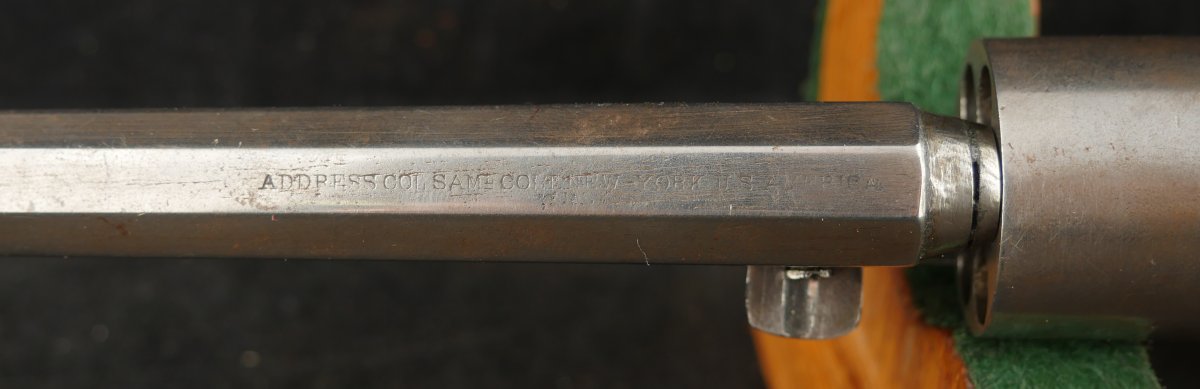 ADDRESS COL SAML COLT NEW-YORK U.S. AMERICA